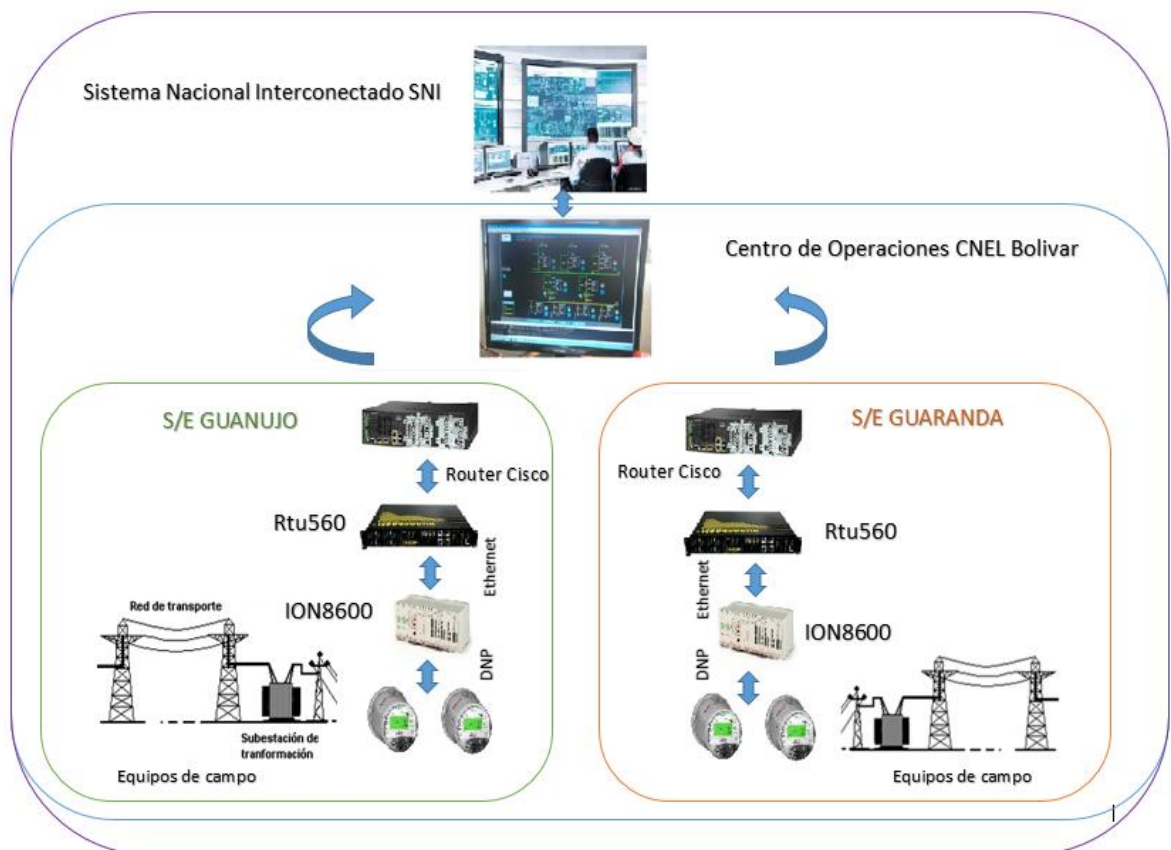 Sistema Nacional Interconectado SNI
Centro de Operaciones CNEL Bolivar
S/E GUANUJO
Router Cisco
Rtu560
Ethernet
ION8600
DNP
Red de transporte
Subestación de
tranformación
Equipos de campo
S/E GUARANDA
Router Cisco
Rtu560
Ethernet
ION8600
DNP
Equipos de campo